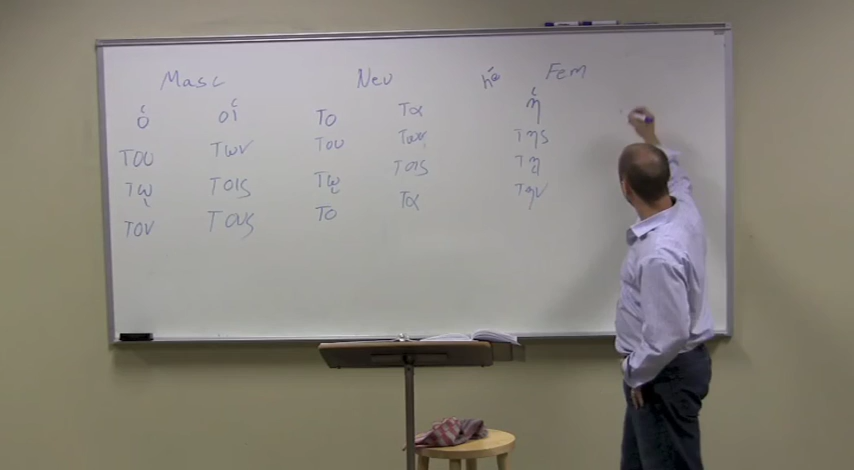 Masc Neu ἡ Fem
ὁ οἱ το τα ἡ
του των του των της
τῳ τοις τῳ τοις τῃ
τον τους το τα την